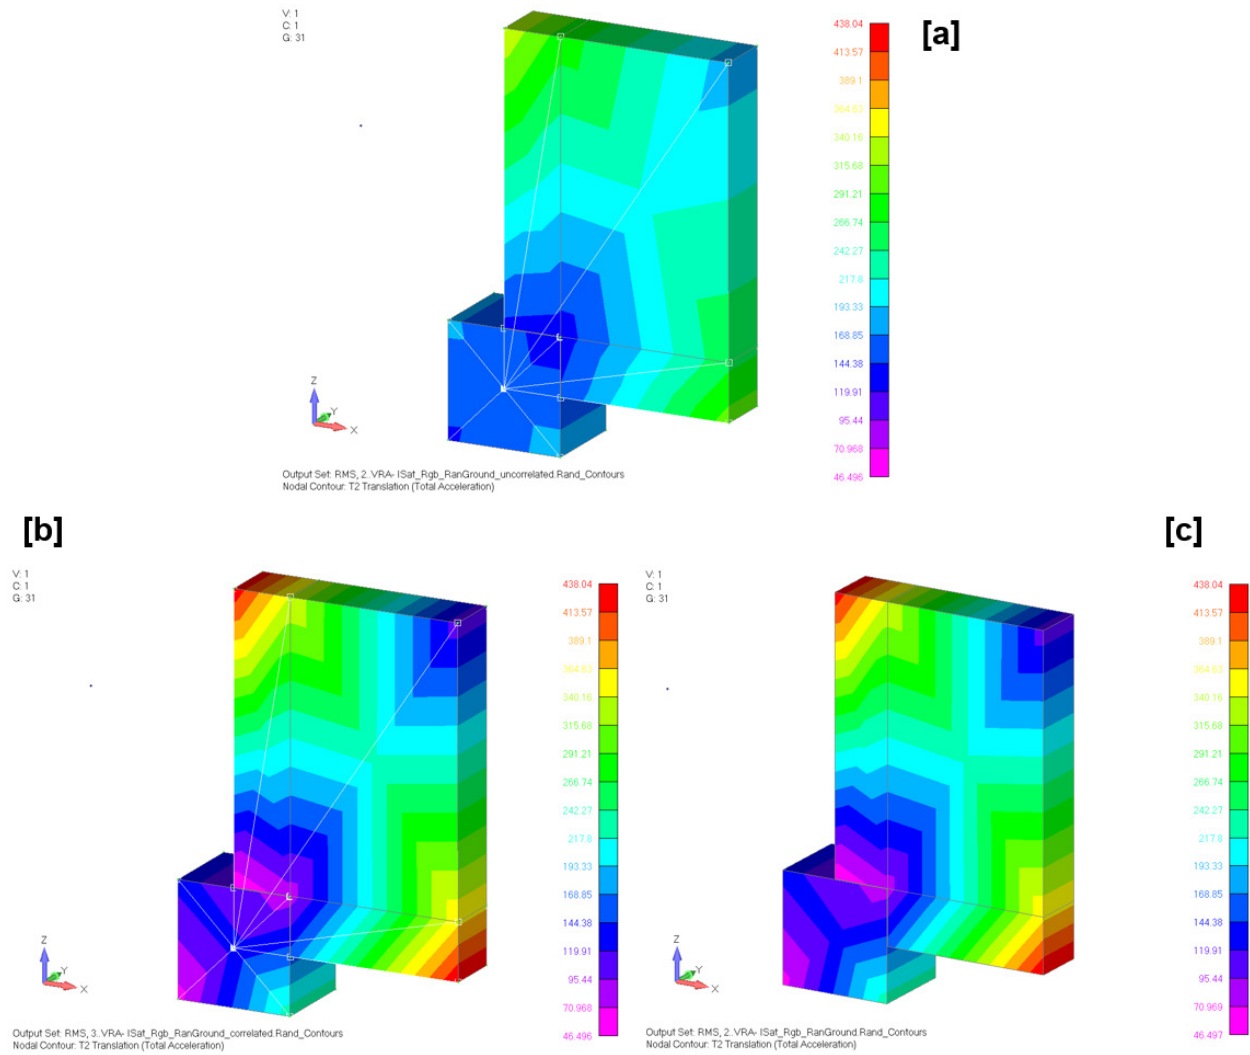 V: 1
C: 1
G: 31
438.04
413.57
389.1
364.63
340.16
315.68
291.21
266.74
242.27
217.8
193.33
168.85
144.38
119.91
95.44
70.968
46.496
[a]
Z
Y
X
Output Set: RMS, 2..VRA- ISat_Rgb_RanGround_uncorrelated.Rand_Contours
Nodal Contour: T2 Translation (Total Acceleration)
[b]
V: 1
C: 1
G: 31
438.04
413.57
389.1
364.63
340.16
315.68
291.21
266.74
242.27
217.8
193.33
168.85
144.38
119.91
95.44
70.968
46.496
Z
Y
X
Output Set: RMS, 3..VRA- ISat_Rgb_RanGround_correlated.Rand_Contours
Nodal Contour: T2 Translation (Total Acceleration)
[c]
V: 1
C: 1
G: 31
438.04
413.57
389.1
364.63
340.16
315.68
291.21
266.74
242.27
217.8
193.33
168.85
144.38
119.91
95.44
70.969
46.497
Z
Y
X
Output Set: RMS, 2..VRA- ISat_Rgb_RanGround.Rand_Contours
Nodal Contour: T2 Translation (Total Acceleration)